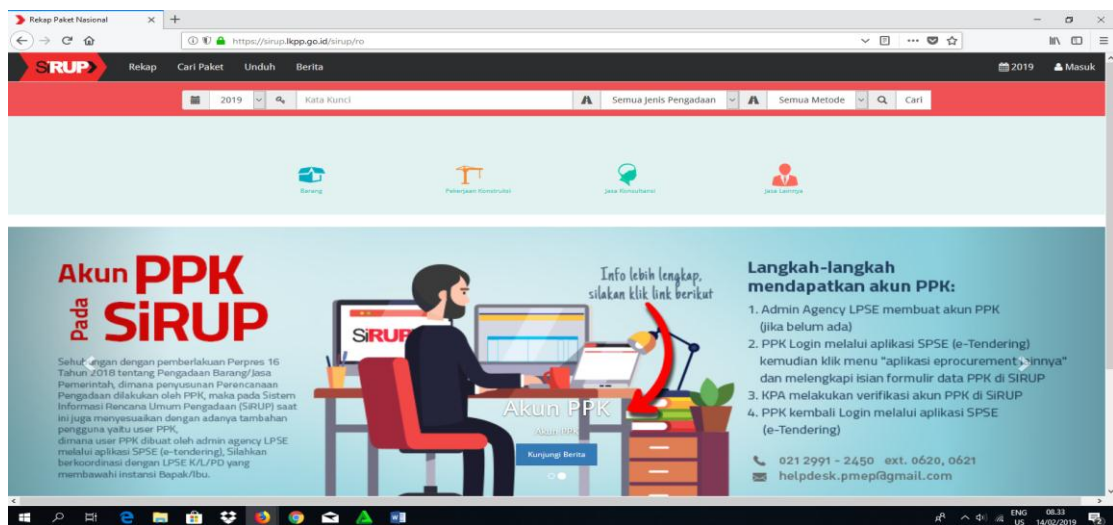 Rekap Paket Nasional
https://sirup.lkpp.go.id/sirup/ro
SiRUP Rekap Cari Paket Unduh Berita 2019 Masuk
2019 Kata Kunci Semua Jenis Pengadaan Semua Metode Cari
Barang Pekerjaan Konstruksi Jasa Konsultansi Jasa Lainnya
Akun PPK
Pada SiRUP
Sehubungan dengan pemberlakuan Perpres 16
Tahun 2018 tentang Pengadaan Barang/Jasa
Pemerintah, dimana penyusunan Perencanaan
Pengadaan dilakukan oleh PPK, maka pada Sistem
Informasi Rencana Umum Pengadaan (SiRUP) saat
ini juga menyesuaikan dengan adanya tambahan
pengguna yaitu user PPK,
dimana user PPK dibuat oleh admin agency LPSE
melalui aplikasi SPSE (e-tendering), Silahkan
berkoordinasi dengan LPSE K/L/PD yang
membawahi instansi Bapak/Ibu.
SiRUP
Info lebih lengkap,
silakan klik link berikut
Akun PPK
Akun PPK
Kunjungi Berita
Langkah-langkah
mendapatkan akun PPK:
1. Admin Agency LPSE membuat akun PPK
(jika belum ada)
2. PPK Login melalui aplikasi SPSE (e-Tendering)
kemudian klik menu "aplikasi eprocurement lainnya"
dan melengkapi isian formulir data PPK di SIRUP
3. KPA melakukan verifikasi akun PPK di SiRUP
4. PPK kembali Login melalui aplikasi SPSE
(e-Tendering)
021 2991 - 2450 ext. 0620, 0621
helpdesk.pmep@gmail.com
ENG 08.33
US 14/02/2019